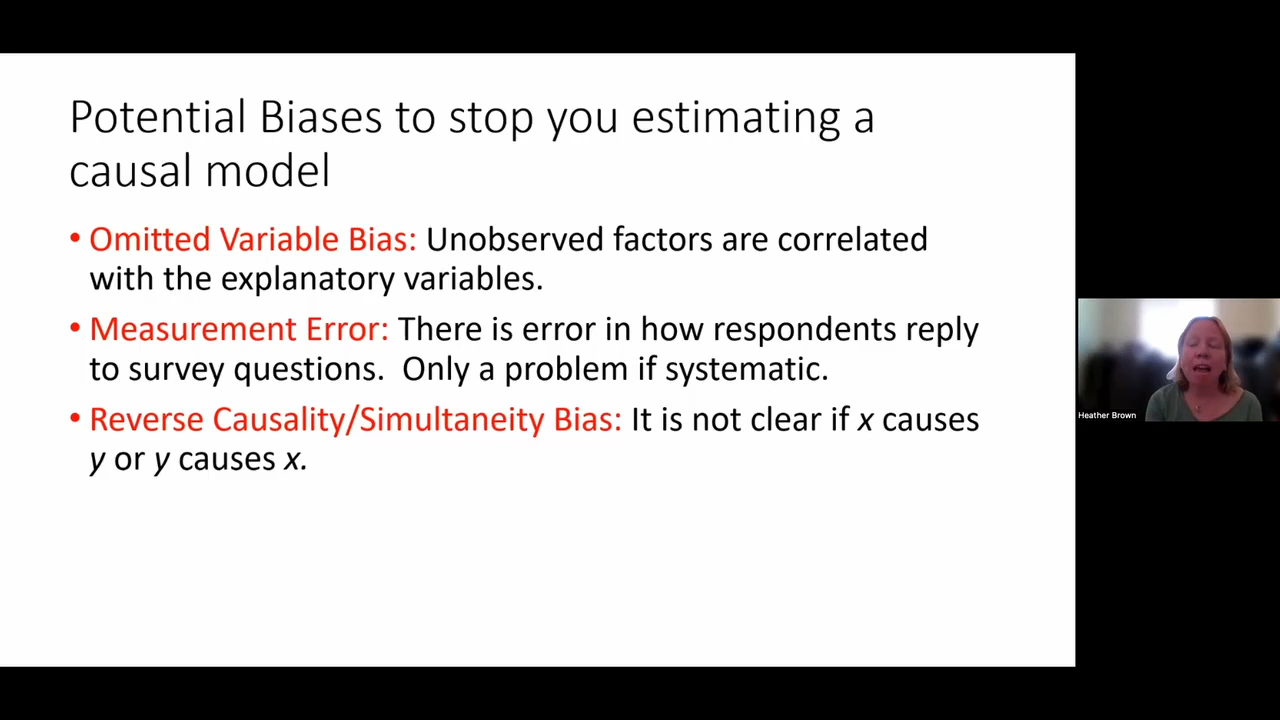 Potential Biases to stop you estimating a
causal model
• Omitted Variable Bias: Unobserved factors are correlated
with the explanatory variables.
• Measurement Error: There is error in how respondents reply
to survey questions.  Only a problem if systematic.
• Reverse Causality/Simultaneity Bias: It is not clear if x causes
y or y causes x.
Heather Brown